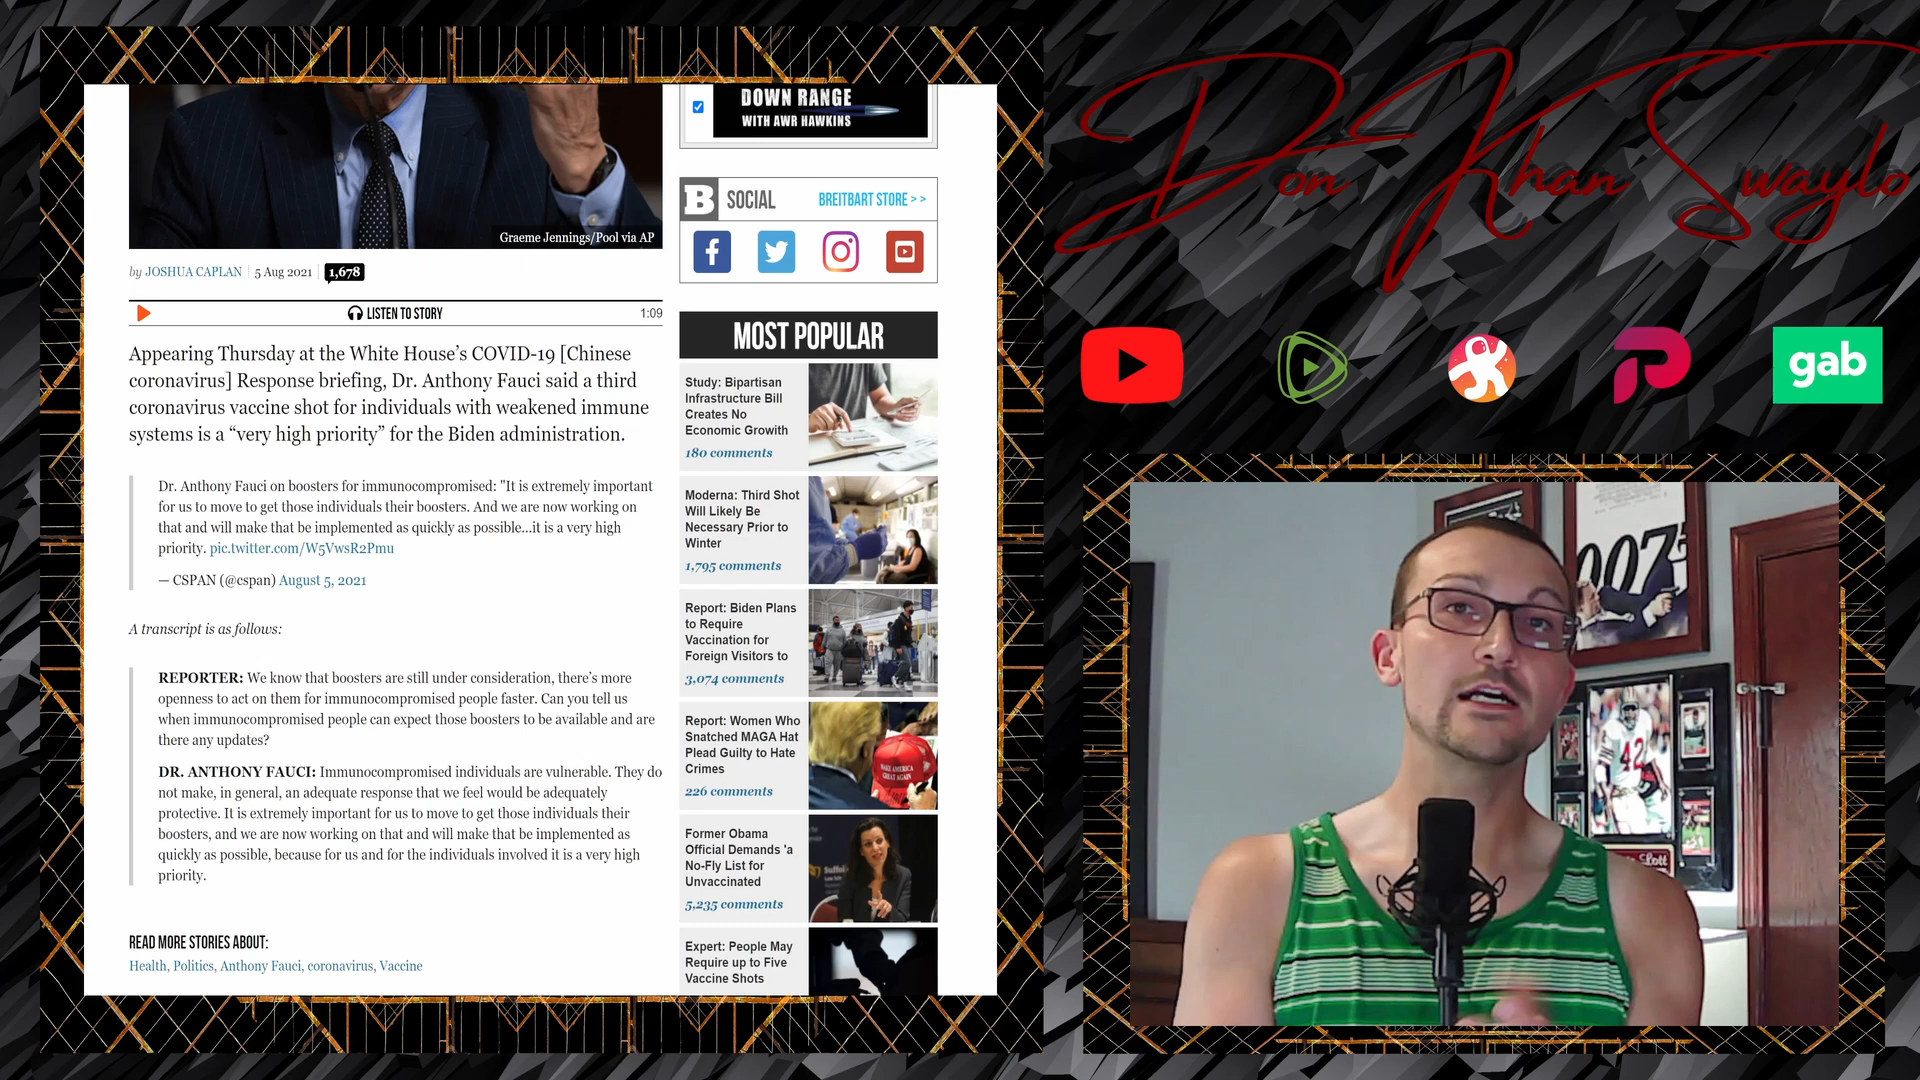 Graeme Jennings/Pool via AP
by JOSHUA CAPLAN 5 Aug 2021 1,678
LISTEN TO STORY 1:09
Appearing Thursday at the White House’s COVID-19 [Chinese
coronavirus] Response briefing, Dr. Anthony Fauci said a third
coronavirus vaccine shot for individuals with weakened immune
systems is a “very high priority” for the Biden administration.
Dr. Anthony Fauci on boosters for immunocompromised: "It is extremely important
for us to move to get those individuals their boosters. And we are now working on
that and will make that be implemented as quickly as possible...it is a very high
priority. pic.twitter.com/W5VwsR2Pmu
— CSPAN (@cspan) August 5, 2021
A transcript is as follows:
REPORTER: We know that boosters are still under consideration, there’s more
openness to act on them for immunocompromised people faster. Can you tell us
when immunocompromised people can expect those boosters to be available and are
there any updates?
DR. ANTHONY FAUCI: Immunocompromised individuals are vulnerable. They do
not make, in general, an adequate response that we feel would be adequately
protective. It is extremely important for us to move to get those individuals their
boosters, and we are now working on that and will make that be implemented as
quickly as possible, because for us and for the individuals involved it is a very high
priority.
READ MORE STORIES ABOUT:
Health, Politics, Anthony Fauci, coronavirus, Vaccine
DOWN RANGE
WITH AWR HAWKINS
B SOCIAL BREITBART STORE > >
MOST POPULAR
Study: Bipartisan
Infrastructure Bill
Creates No
Economic Growth
180 comments
Moderna: Third Shot
Will Likely Be
Necessary Prior to
Winter
1,795 comments
Report: Biden Plans
to Require
Vaccination for
Foreign Visitors to
3,074 comments
Report: Women Who
Snatched MAGA Hat
Plead Guilty to Hate
Crimes
226 comments
MAKE AMERICA
GREAT AGAIN
Former Obama
Official Demands 'a
No-Fly List for
Unvaccinated
5,235 comments
Expert: People May
Require up to Five
Vaccine Shots
Don Khan Swaylo
gab
007
42
Lott